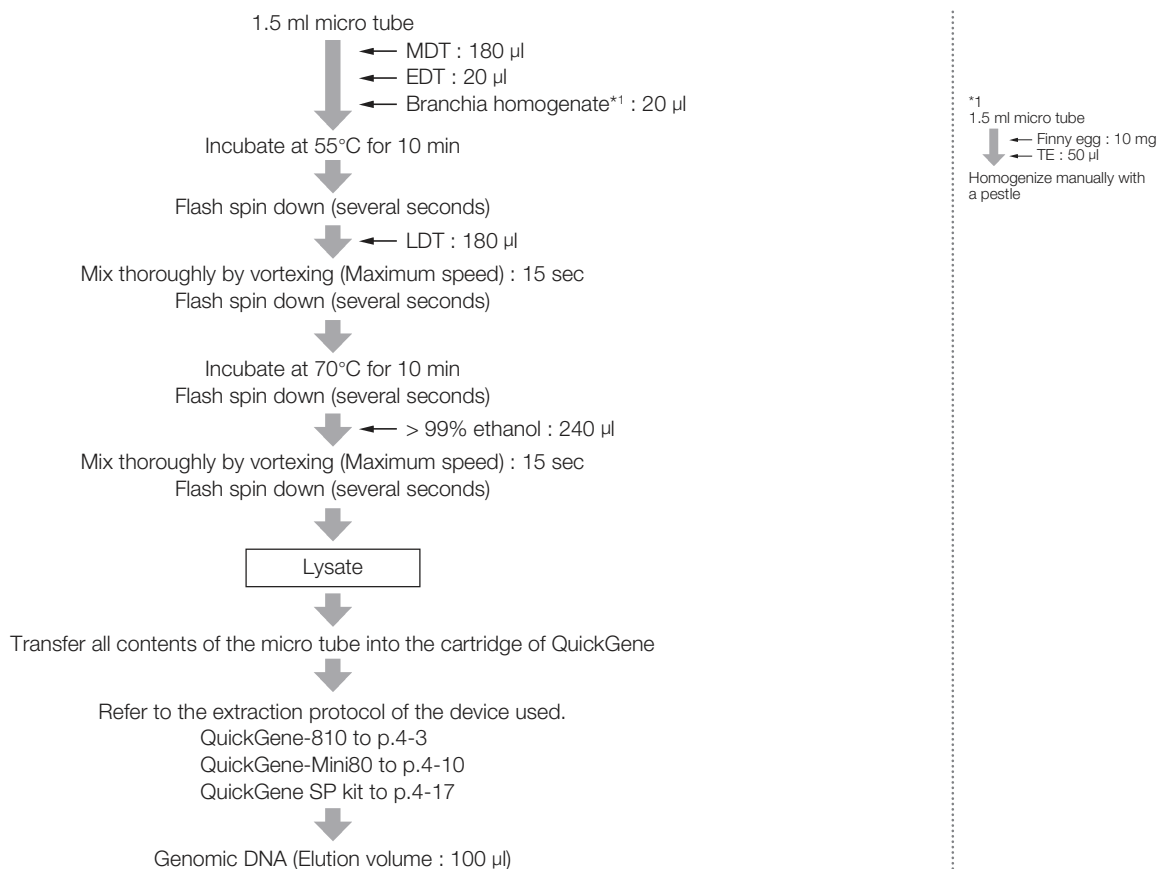 1.5 ml micro tube
MDT : 180 µl
EDT : 20 µl
Branchia homogenate*1 : 20 µl
Incubate at 55°C for 10 min
Flash spin down (several seconds)
LDT : 180 µl
Mix thoroughly by vortexing (Maximum speed) : 15 sec
Flash spin down (several seconds)
Incubate at 70°C for 10 min
Flash spin down (several seconds)
> 99% ethanol : 240 µl
Mix thoroughly by vortexing (Maximum speed) : 15 sec
Flash spin down (several seconds)
Lysate
Transfer all contents of the micro tube into the cartridge of QuickGene
Refer to the extraction protocol of the device used.
QuickGene-810 to p.4-3
QuickGene-Mini80 to p.4-10
QuickGene SP kit to p.4-17
Genomic DNA (Elution volume : 100 µl)
*1
1.5 ml micro tube
Finny egg : 10 mg
TE : 50 µl
Homogenize manually with
a pestle